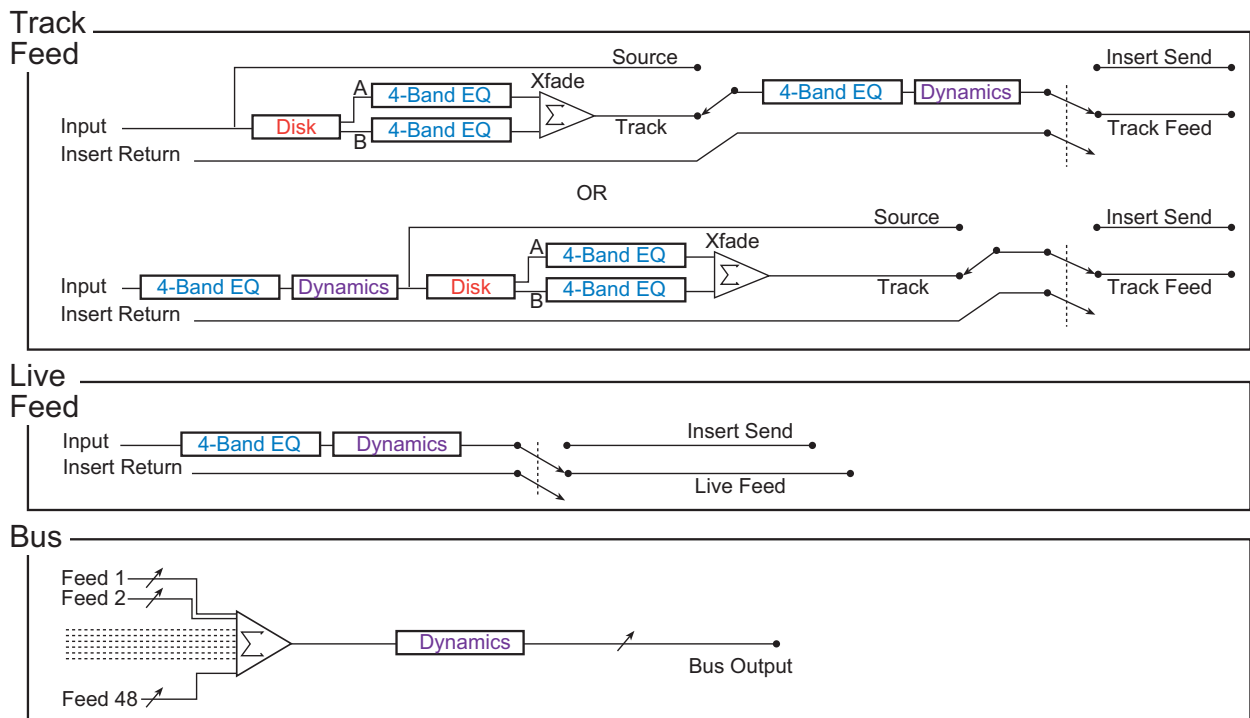 Track
Feed
Source
Insert Send
A
Xfade
4-Band EQ
4-Band EQ
Dynamics
Input
Disk
Σ
B
4-Band EQ
Track
Track Feed
Insert Return
OR
Source
Insert Send
A
Xfade
4-Band EQ
Input
4-Band EQ
Dynamics
Disk
Σ
B
4-Band EQ
Track
Track Feed
Insert Return
Live
Feed
Input
4-Band EQ
Dynamics
Insert Send
Insert Return
Live Feed
Bus
Feed 1
Feed 2
Σ
Dynamics
Bus Output
Feed 48